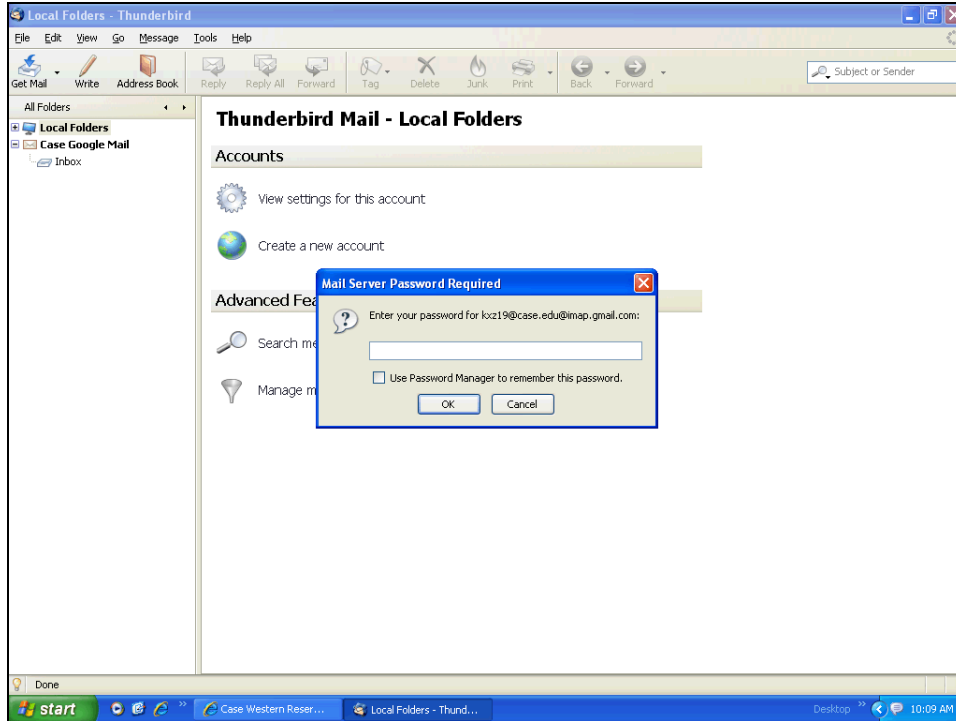 Local Folders - Thunderbird
File Edit View Go Message Tools Help
Get Mail Write Address Book Reply Reply All Forward Tag Delete Junk Print Back Forward Subject or Sender
All Folders
Local Folders
Case Google Mail
Inbox
Thunderbird Mail - Local Folders
Accounts
View settings for this account
Create a new account
Advanced Fea
Search me
Manage m
Mail Server Password Required
Enter your password for kxz19@case.edu@imap.gmail.com:
Use Password Manager to remember this password.
OK Cancel
Done
start Case Western Reser... Local Folders - Thund... Desktop 10:09 AM